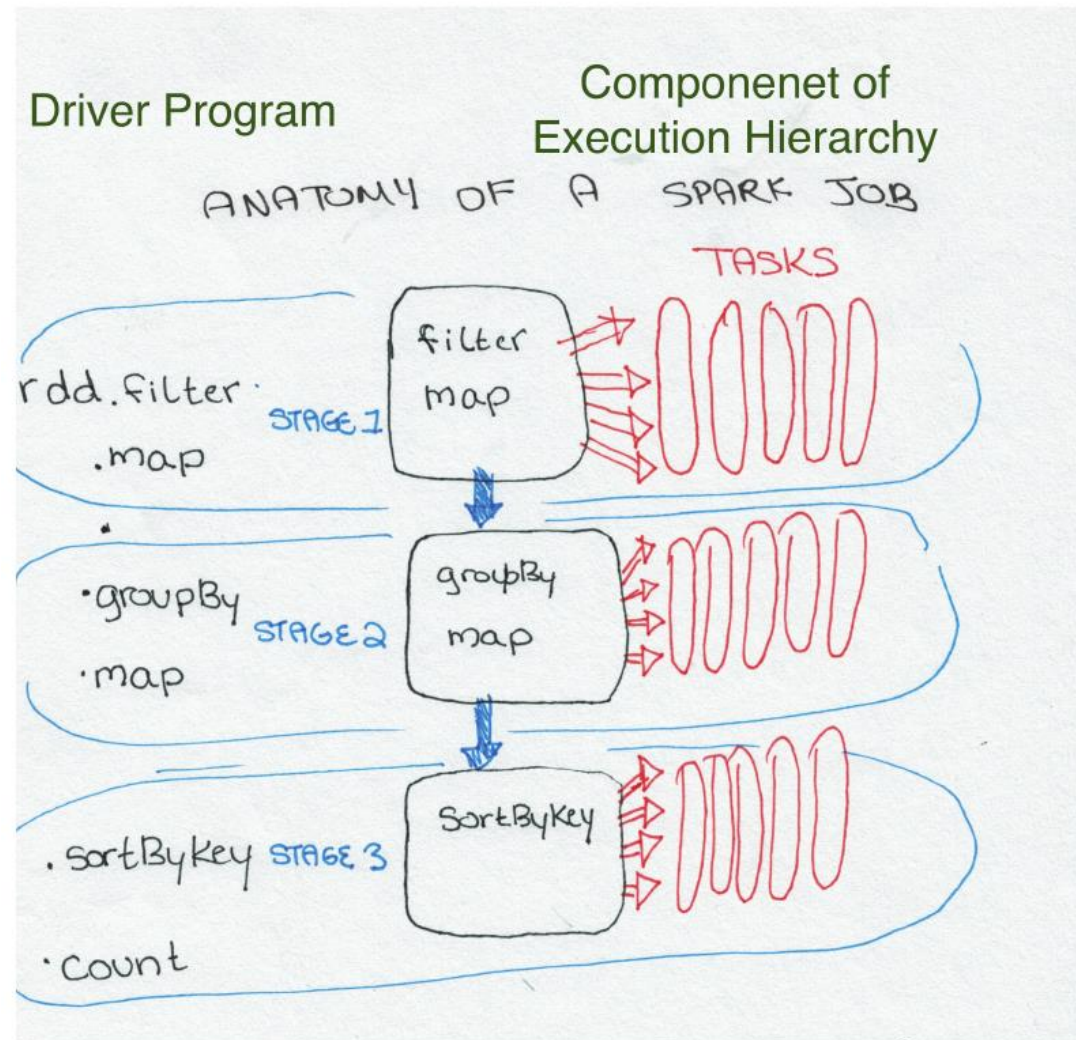 Driver Program
Componenet of
Execution Hierarchy
ANATOMY OF A SPARK JOB
TASKS
rdd.filter
.map
STAGE 1
filter
map
.groupBy
.map
STAGE 2
groupBy
map
.sortByKey
STAGE 3
sortByKey
.count